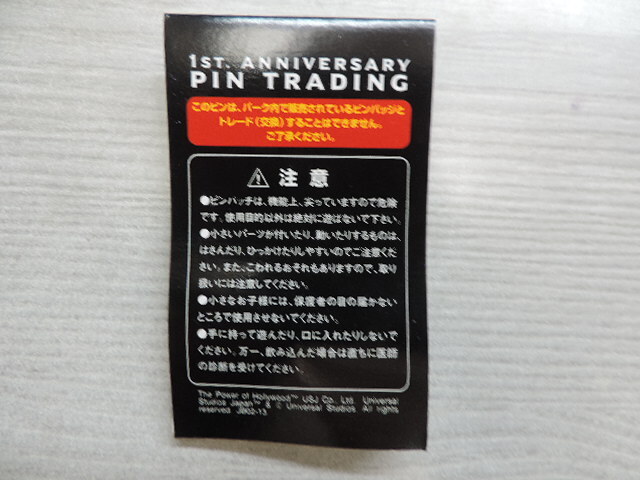 1ST. ANNIVERSARY
PIN TRADING
このピンは、パーク内で販売されているピンバッジと
トレード(交換)することはできません。
ご了承ください。
⚠ 注意
●ピンバッチは、機能上、尖っていますので危険
です。使用目的以外は絶対に遊ばないで下さい。
●小さいパーツが付いたり、動いたりするものは、
はさんだり、ひっかけたりしやすいのでご注意くだ
さい。また、こわれるおそれもありますので、取り
扱いには注意してください。
●小さなお子様には、保護者の目の届かない
ところで使用させないでください。
●手に持って遊んだり、口に入れたりしないで
ください。万一、飲み込んだ場合は直ちに医師
の診断を受けてください。
The Power of Hollywood™ USJ Co., Ltd. Universal
Studios Japan™ & © Universal Studios. All rights
reserved. J802-13